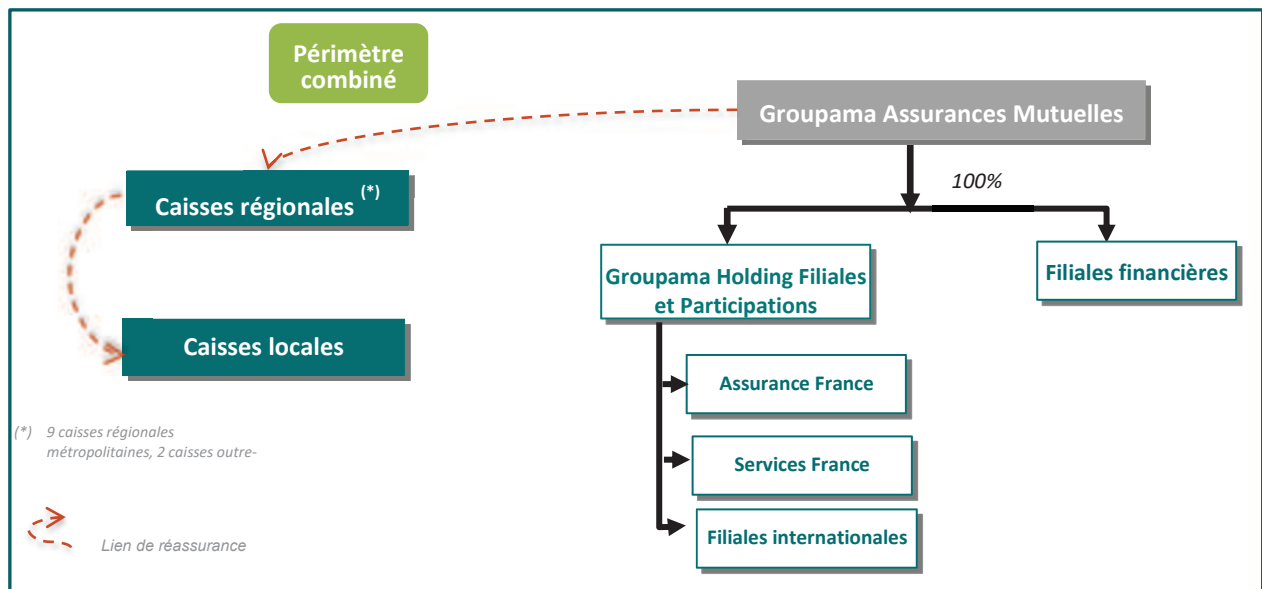 Périmètre
combiné
Groupama Assurances Mutuelles
100%
Caisses régionales (*)
Groupama Holding Filiales
et Participations
Filiales financières
Caisses locales
Assurance France
(*) 9 caisses régionales
métropolitaines, 2 caisses outre-
Services France
Filiales internationales
Lien de réassurance